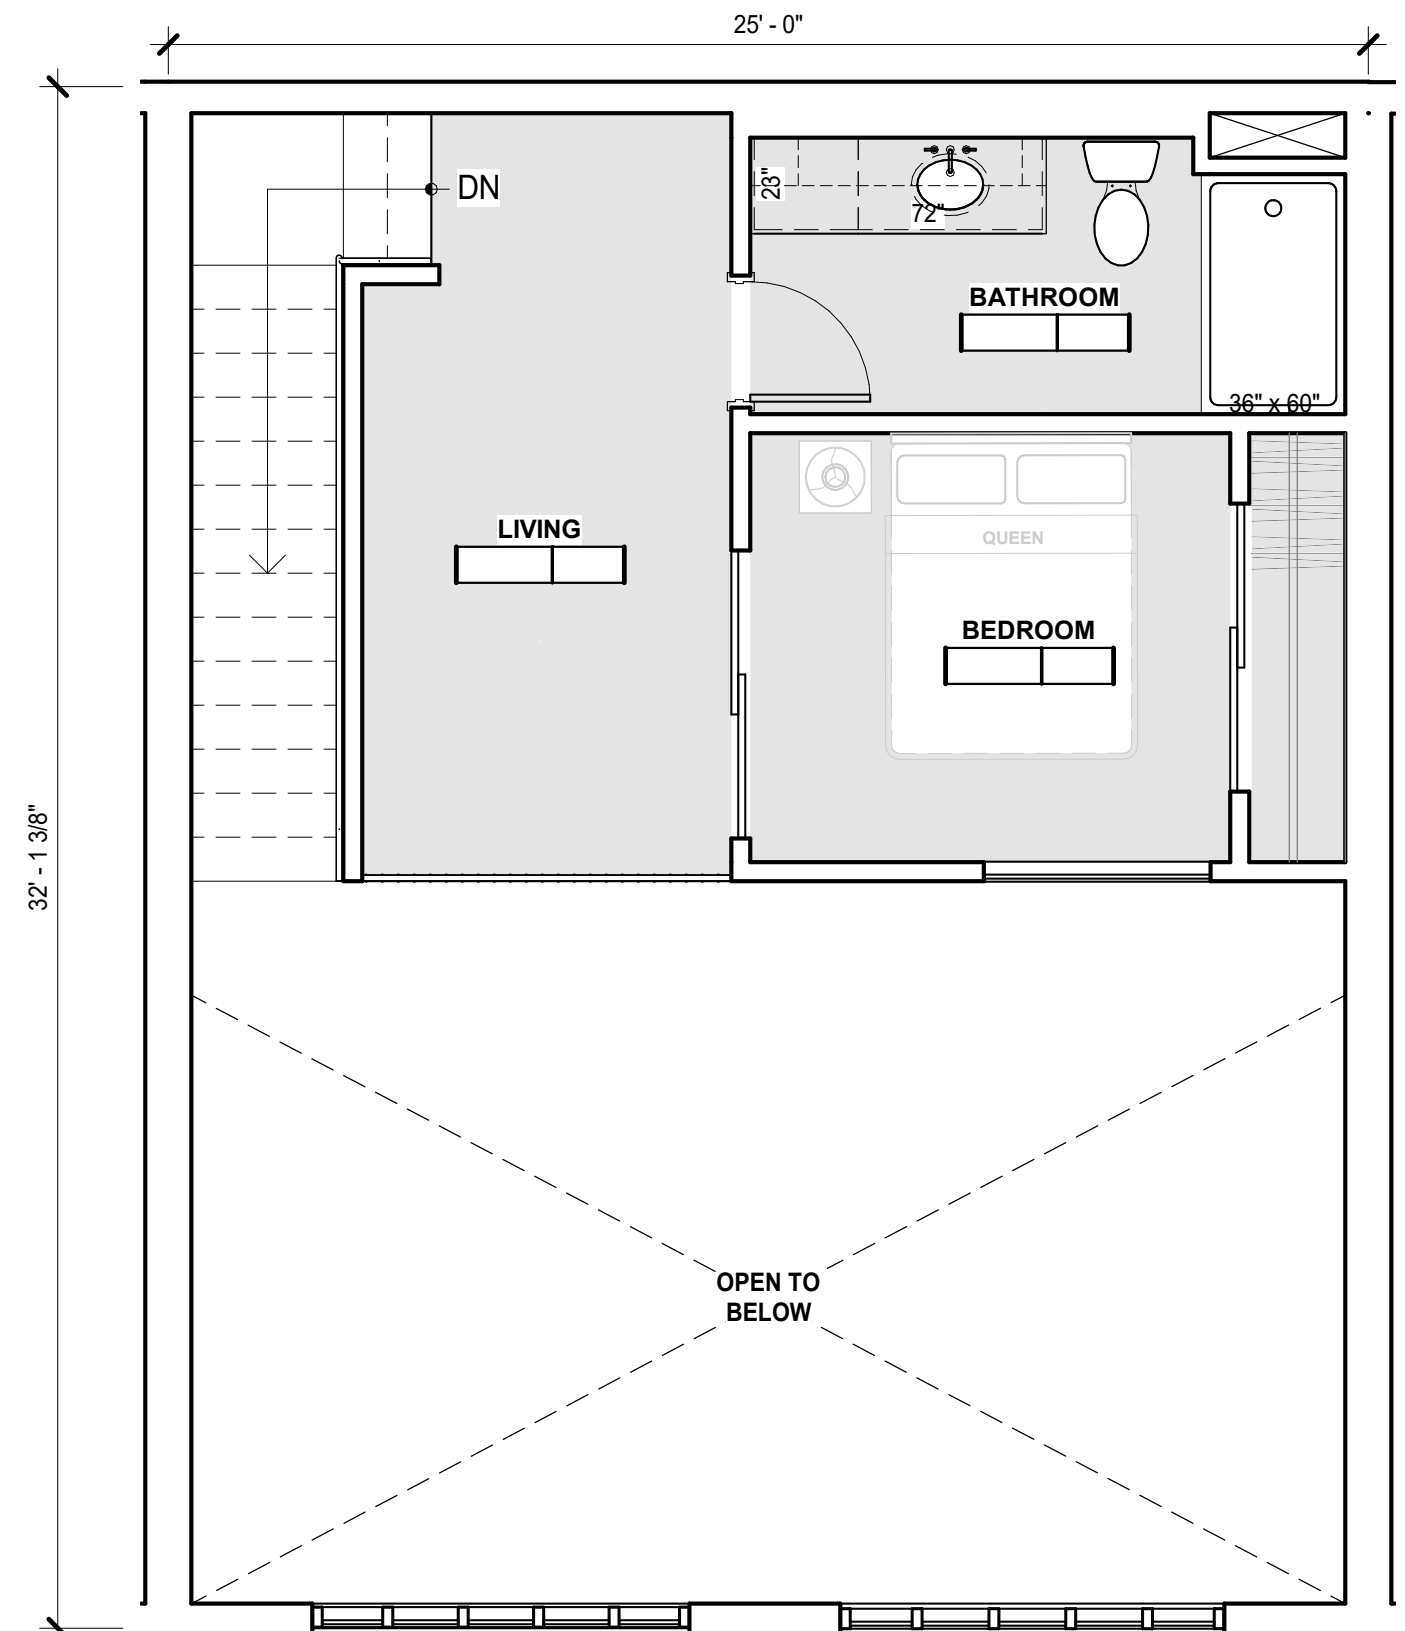 25' - 0"
DN
23"
72"
BATHROOM
36" x 60"
LIVING
QUEEN
BEDROOM
32' - 1 3/8"
OPEN TO
BELOW